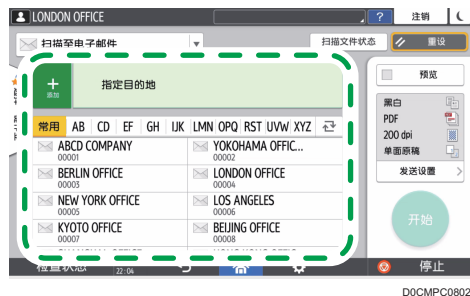 LONDON OFFICE
? 注销
扫描至电子邮件
扫描文件状态
重设
+
添加
指定目的地
预览
常用 AB CD EF GH IJK LMN OPQ RST UVW XYZ
ABCD COMPANY
00001
YOKOHAMA OFFIC...
00002
BERLIN OFFICE
00003
LONDON OFFICE
00004
NEW YORK OFFICE
00005
LOS ANGELES
00006
KYOTO OFFICE
00007
BEIJING OFFICE
00008
黑白
PDF
200 dpi
单面原稿
发送设置
开始
检查状态
22:04
停止
D0CMPC0802